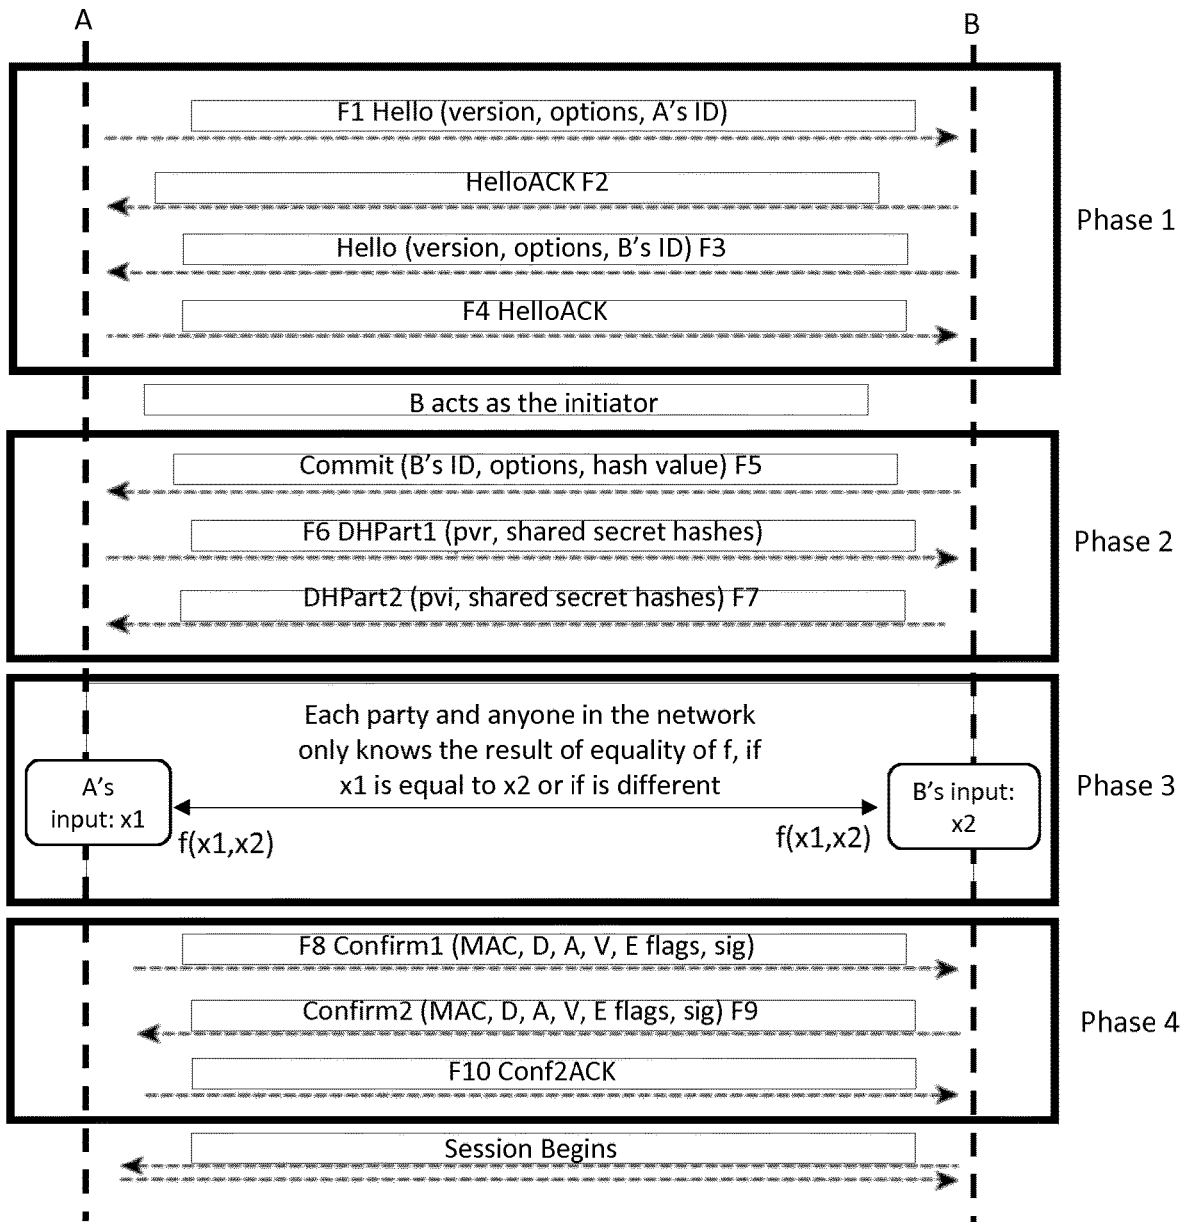 A
B
F1 Hello (version, options, A's ID)
HelloACK F2
Hello (version, options, B's ID) F3
F4 HelloACK
Phase 1
B acts as the initiator
Commit (B's ID, options, hash value) F5
F6 DHPart1 (pvr, shared secret hashes)
DHPart2 (pvi, shared secret hashes) F7
Phase 2
Each party and anyone in the network
only knows the result of equality of f, if
x1 is equal to x2 or if is different
A's
input: x1
f(x1,x2)
f(x1,x2)
B's input:
x2
Phase 3
F8 Confirm1 (MAC, D, A, V, E flags, sig)
Confirm2 (MAC, D, A, V, E flags, sig) F9
F10 Conf2ACK
Phase 4
Session Begins